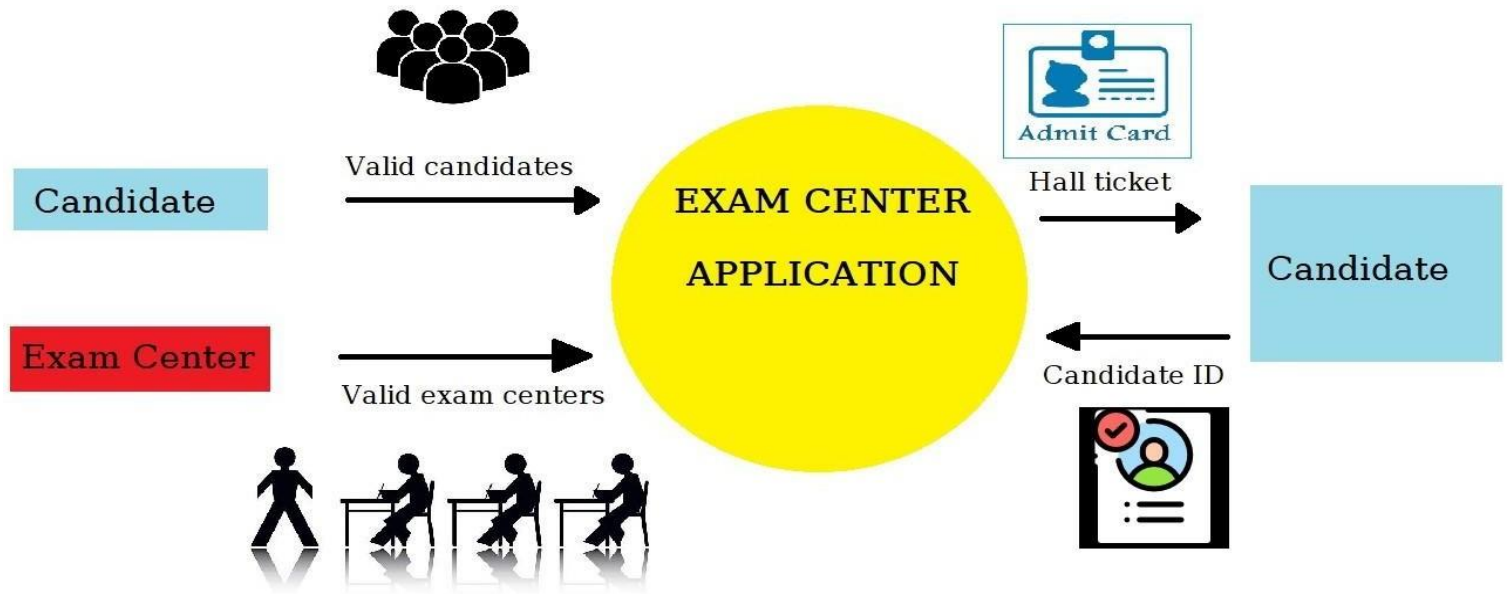 Admit Card
Valid candidates
Hall ticket
Candidate
EXAM CENTER
APPLICATION
Candidate
Exam Center
Valid exam centers
Candidate ID